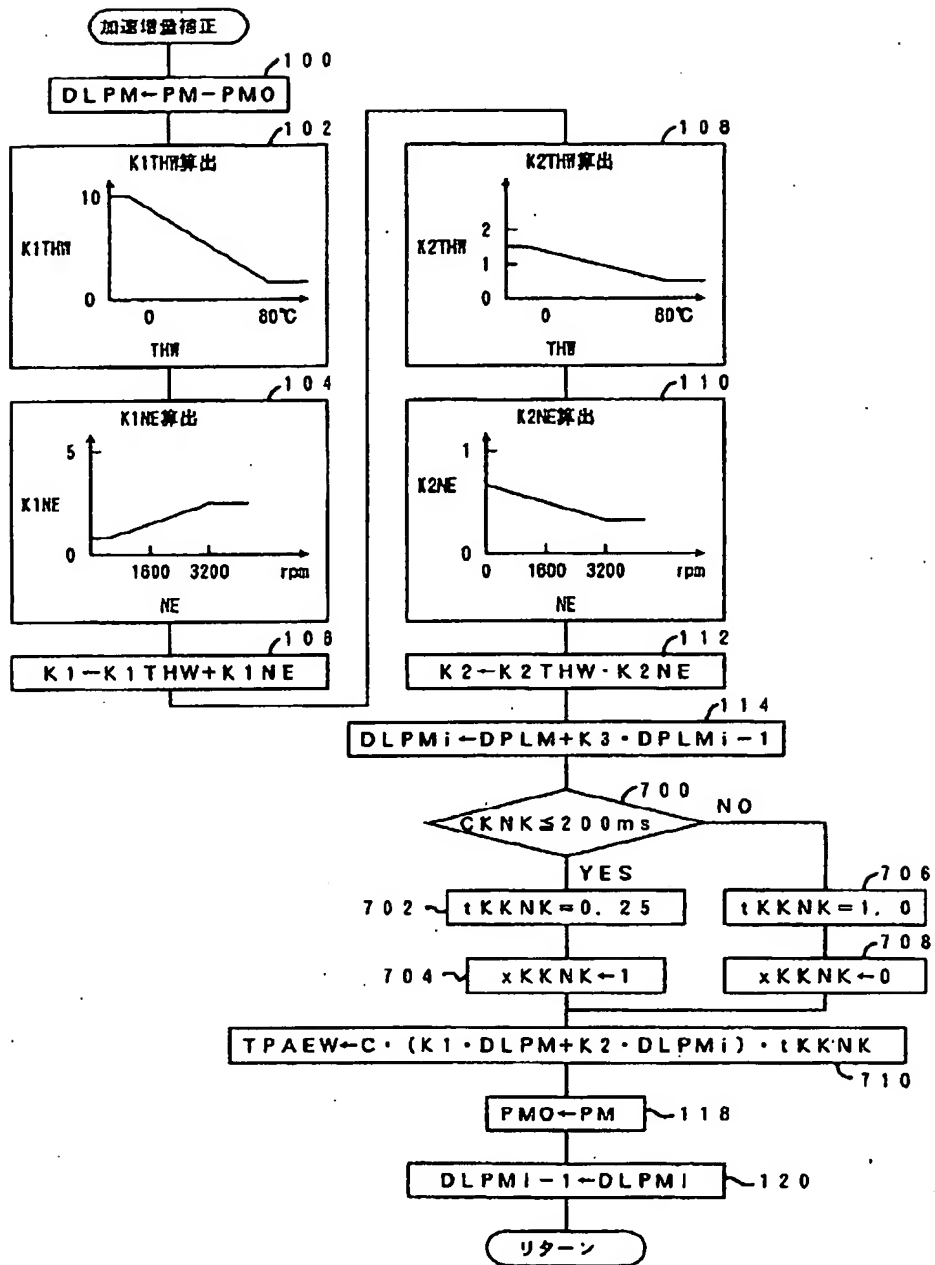 加速増量補正
100
DLPM←PM-PMO
102
K1THW算出
10
K1THW
0
0 80℃
THW
104
K1NE算出
5
K1NE
0
1600 3200 rpm
NE
106
K1←K1THW+K1NE
108
K2THW算出
2
K2THW
1
0
0 80℃
THW
110
K2NE算出
1
K2NE
0
0 1600 3200 rpm
NE
112
K2←K2THW・K2NE
114
DLPMi←DPLM+K3・DPLMi-1
700
CKNK≦200ms
NO
YES
702
tKKNK=0.25
706
tKKNK=1.0
704
xKKNK←1
708
xKKNK←0
TPAEW←C・(K1・DLPM+K2・DLPMi)・tKKNK
710
PMO←PM
118
DLPMi-1←DLPMi
120
リターン